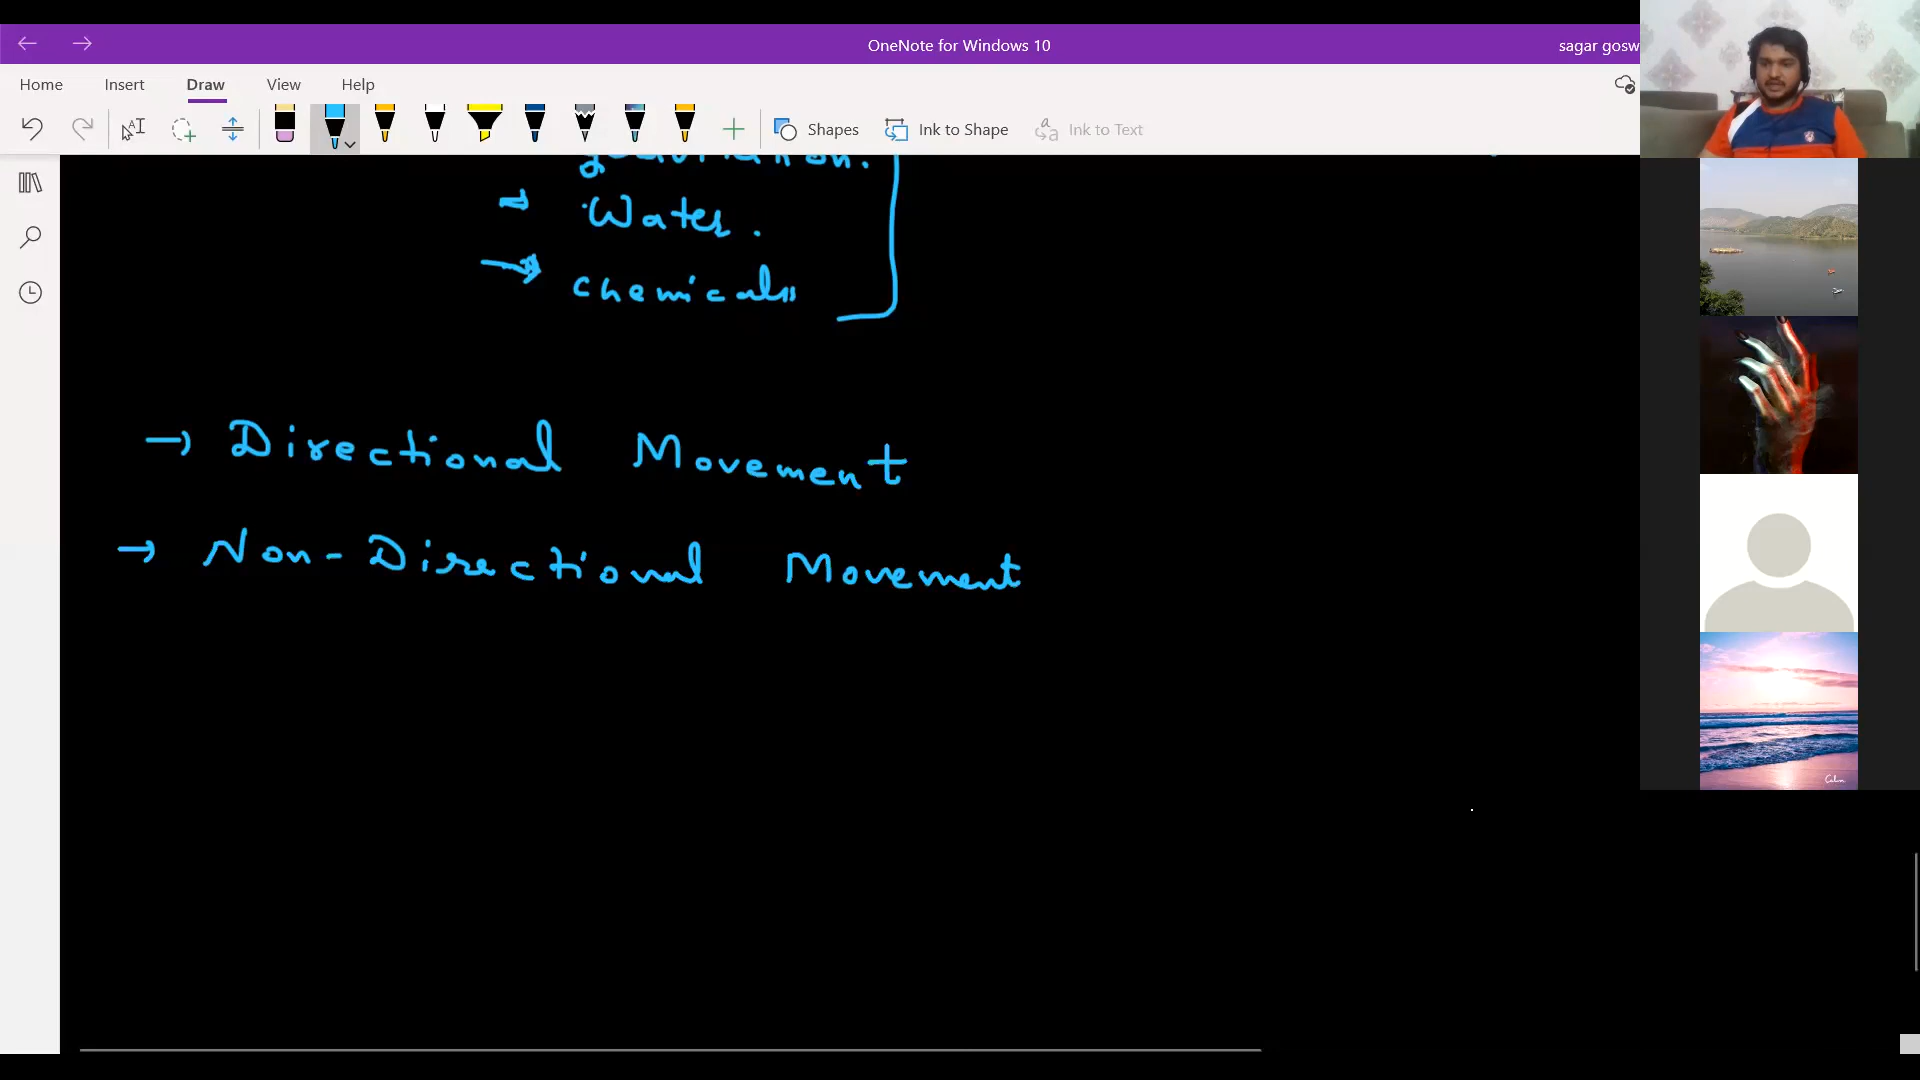 OneNote for Windows 10
sagar gosw
Home Insert Draw View Help
Shapes Ink to Shape Ink to Text
→ Water.
→ chemicals
→ Directional Movement
→ Non-Directional Movement
Calm